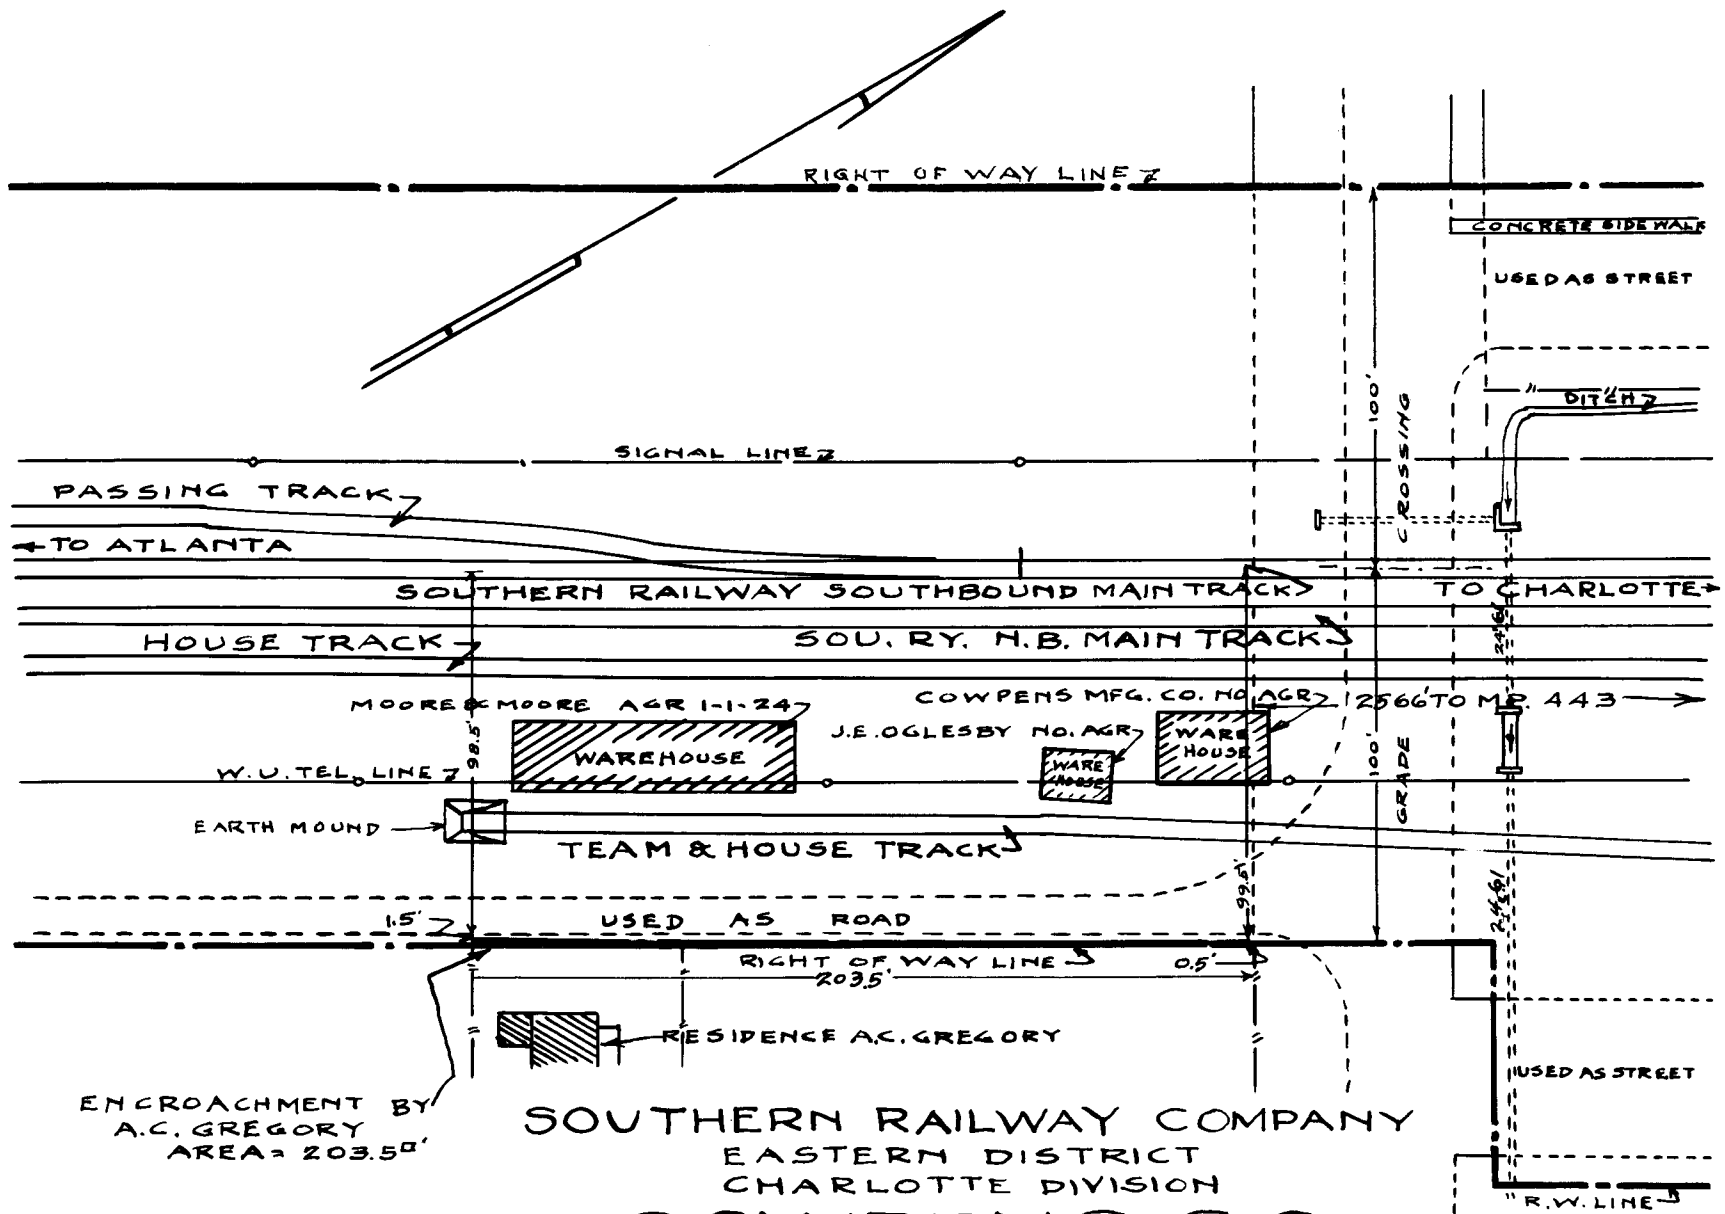 RIGHT OF WAY LINE
CONCRETE SIDEWALK
USED AS STREET
100'
CROSSING
DITCH
SIGNAL LINE
PASSING TRACK
TO ATLANTA
SOUTHERN RAILWAY SOUTHBOUND MAIN TRACK
TO CHARLOTTE
HOUSE TRACK
SOU. RY. N.B. MAIN TRACK
MOORE & MOORE AGR 1-1-24
COWPENS MFG. CO. NO AGR
2566' TO M.P. 443
98.5'
J.E. OGLESBY NO. AGR
WAREHOUSE
WARE
HOUSE
WARE
HOUSE
100'
GRADE
W.U. TEL. LINE
EARTH MOUND
TEAM & HOUSE TRACK
99.5'
1.5'
USED AS ROAD
RIGHT OF WAY LINE
0.5'
203.5'
RESIDENCE A.C. GREGORY
USED AS STREET
ENCROACHMENT BY
A.C. GREGORY
AREA = 203.5□'
SOUTHERN RAILWAY COMPANY
EASTERN DISTRICT
CHARLOTTE DIVISION
R.W. LINE